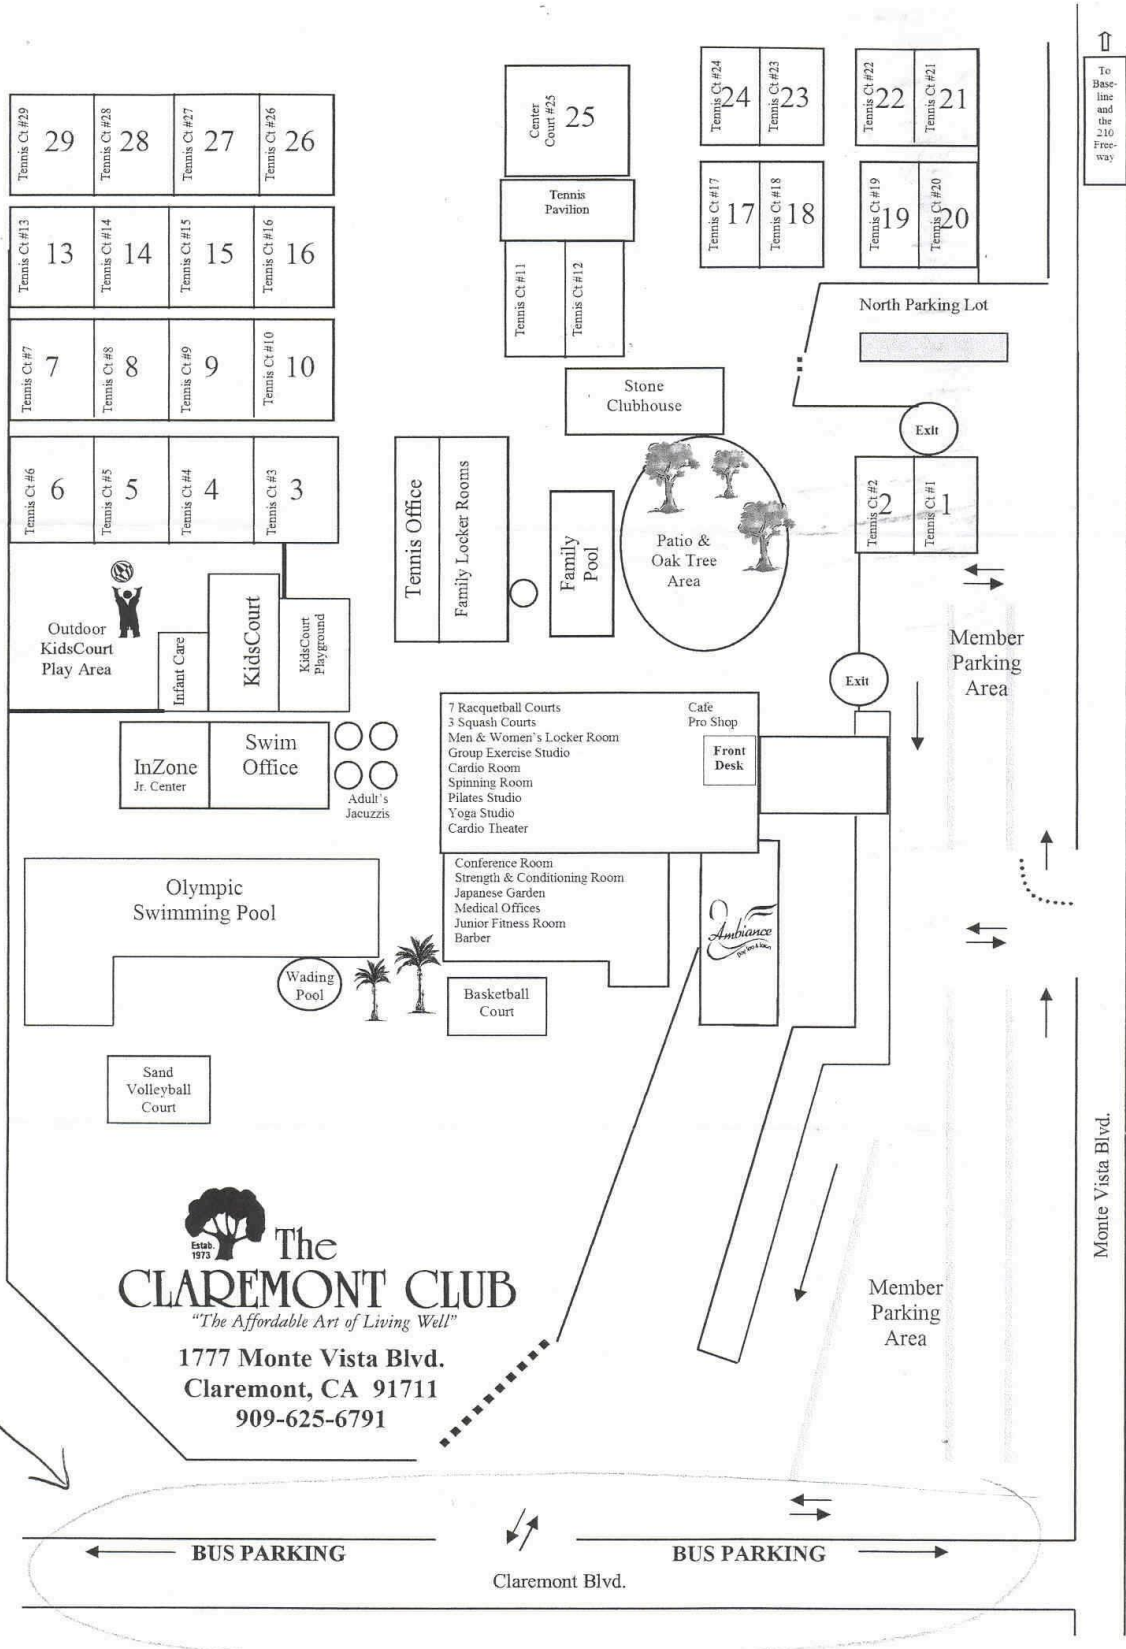 To
Base-
line
and
the
210
Free-
way
Tennis Ct #29
29
Tennis Ct #28
28
Tennis Ct #27
27
Tennis Ct #26
26
Center
Court #25
25
Tennis Ct #24
24
Tennis Ct #23
23
Tennis Ct #22
22
Tennis Ct #21
21
Tennis
Pavilion
Tennis Ct #17
17
Tennis Ct #18
18
Tennis Ct #19
19
Tennis Ct #20
20
Tennis Ct #13
13
Tennis Ct #14
14
Tennis Ct #15
15
Tennis Ct #16
16
Tennis Ct #11
Tennis Ct #12
North Parking Lot
Tennis Ct #7
7
Tennis Ct #8
8
Tennis Ct #9
9
Tennis Ct #10
10
Stone
Clubhouse
Exit
Tennis Ct #6
6
Tennis Ct #5
5
Tennis Ct #4
4
Tennis Ct #3
3
Tennis Office
Family Locker Rooms
Family
Pool
Patio &
Oak Tree
Area
Tennis Ct #2
2
Tennis Ct #1
1
Outdoor
KidsCourt
Play Area
Infant Care
KidsCourt
KidsCourt
Playground
Member
Parking
Area
Exit
InZone
Jr. Center
Swim
Office
Adult's
Jacuzzis
7 Racquetball Courts
3 Squash Courts
Men & Women's Locker Room
Group Exercise Studio
Cardio Room
Spinning Room
Pilates Studio
Yoga Studio
Cardio Theater
Cafe
Pro Shop
Front
Desk
Conference Room
Strength & Conditioning Room
Japanese Garden
Medical Offices
Junior Fitness Room
Barber
Ambiance
Day spa & salon
Olympic
Swimming Pool
Wading
Pool
Basketball
Court
Sand
Volleyball
Court
Monte Vista Blvd.
Estab.
1973
The
CLAREMONT CLUB
"The Affordable Art of Living Well"
1777 Monte Vista Blvd.
Claremont, CA 91711
909-625-6791
Member
Parking
Area
BUS PARKING
BUS PARKING
Claremont Blvd.